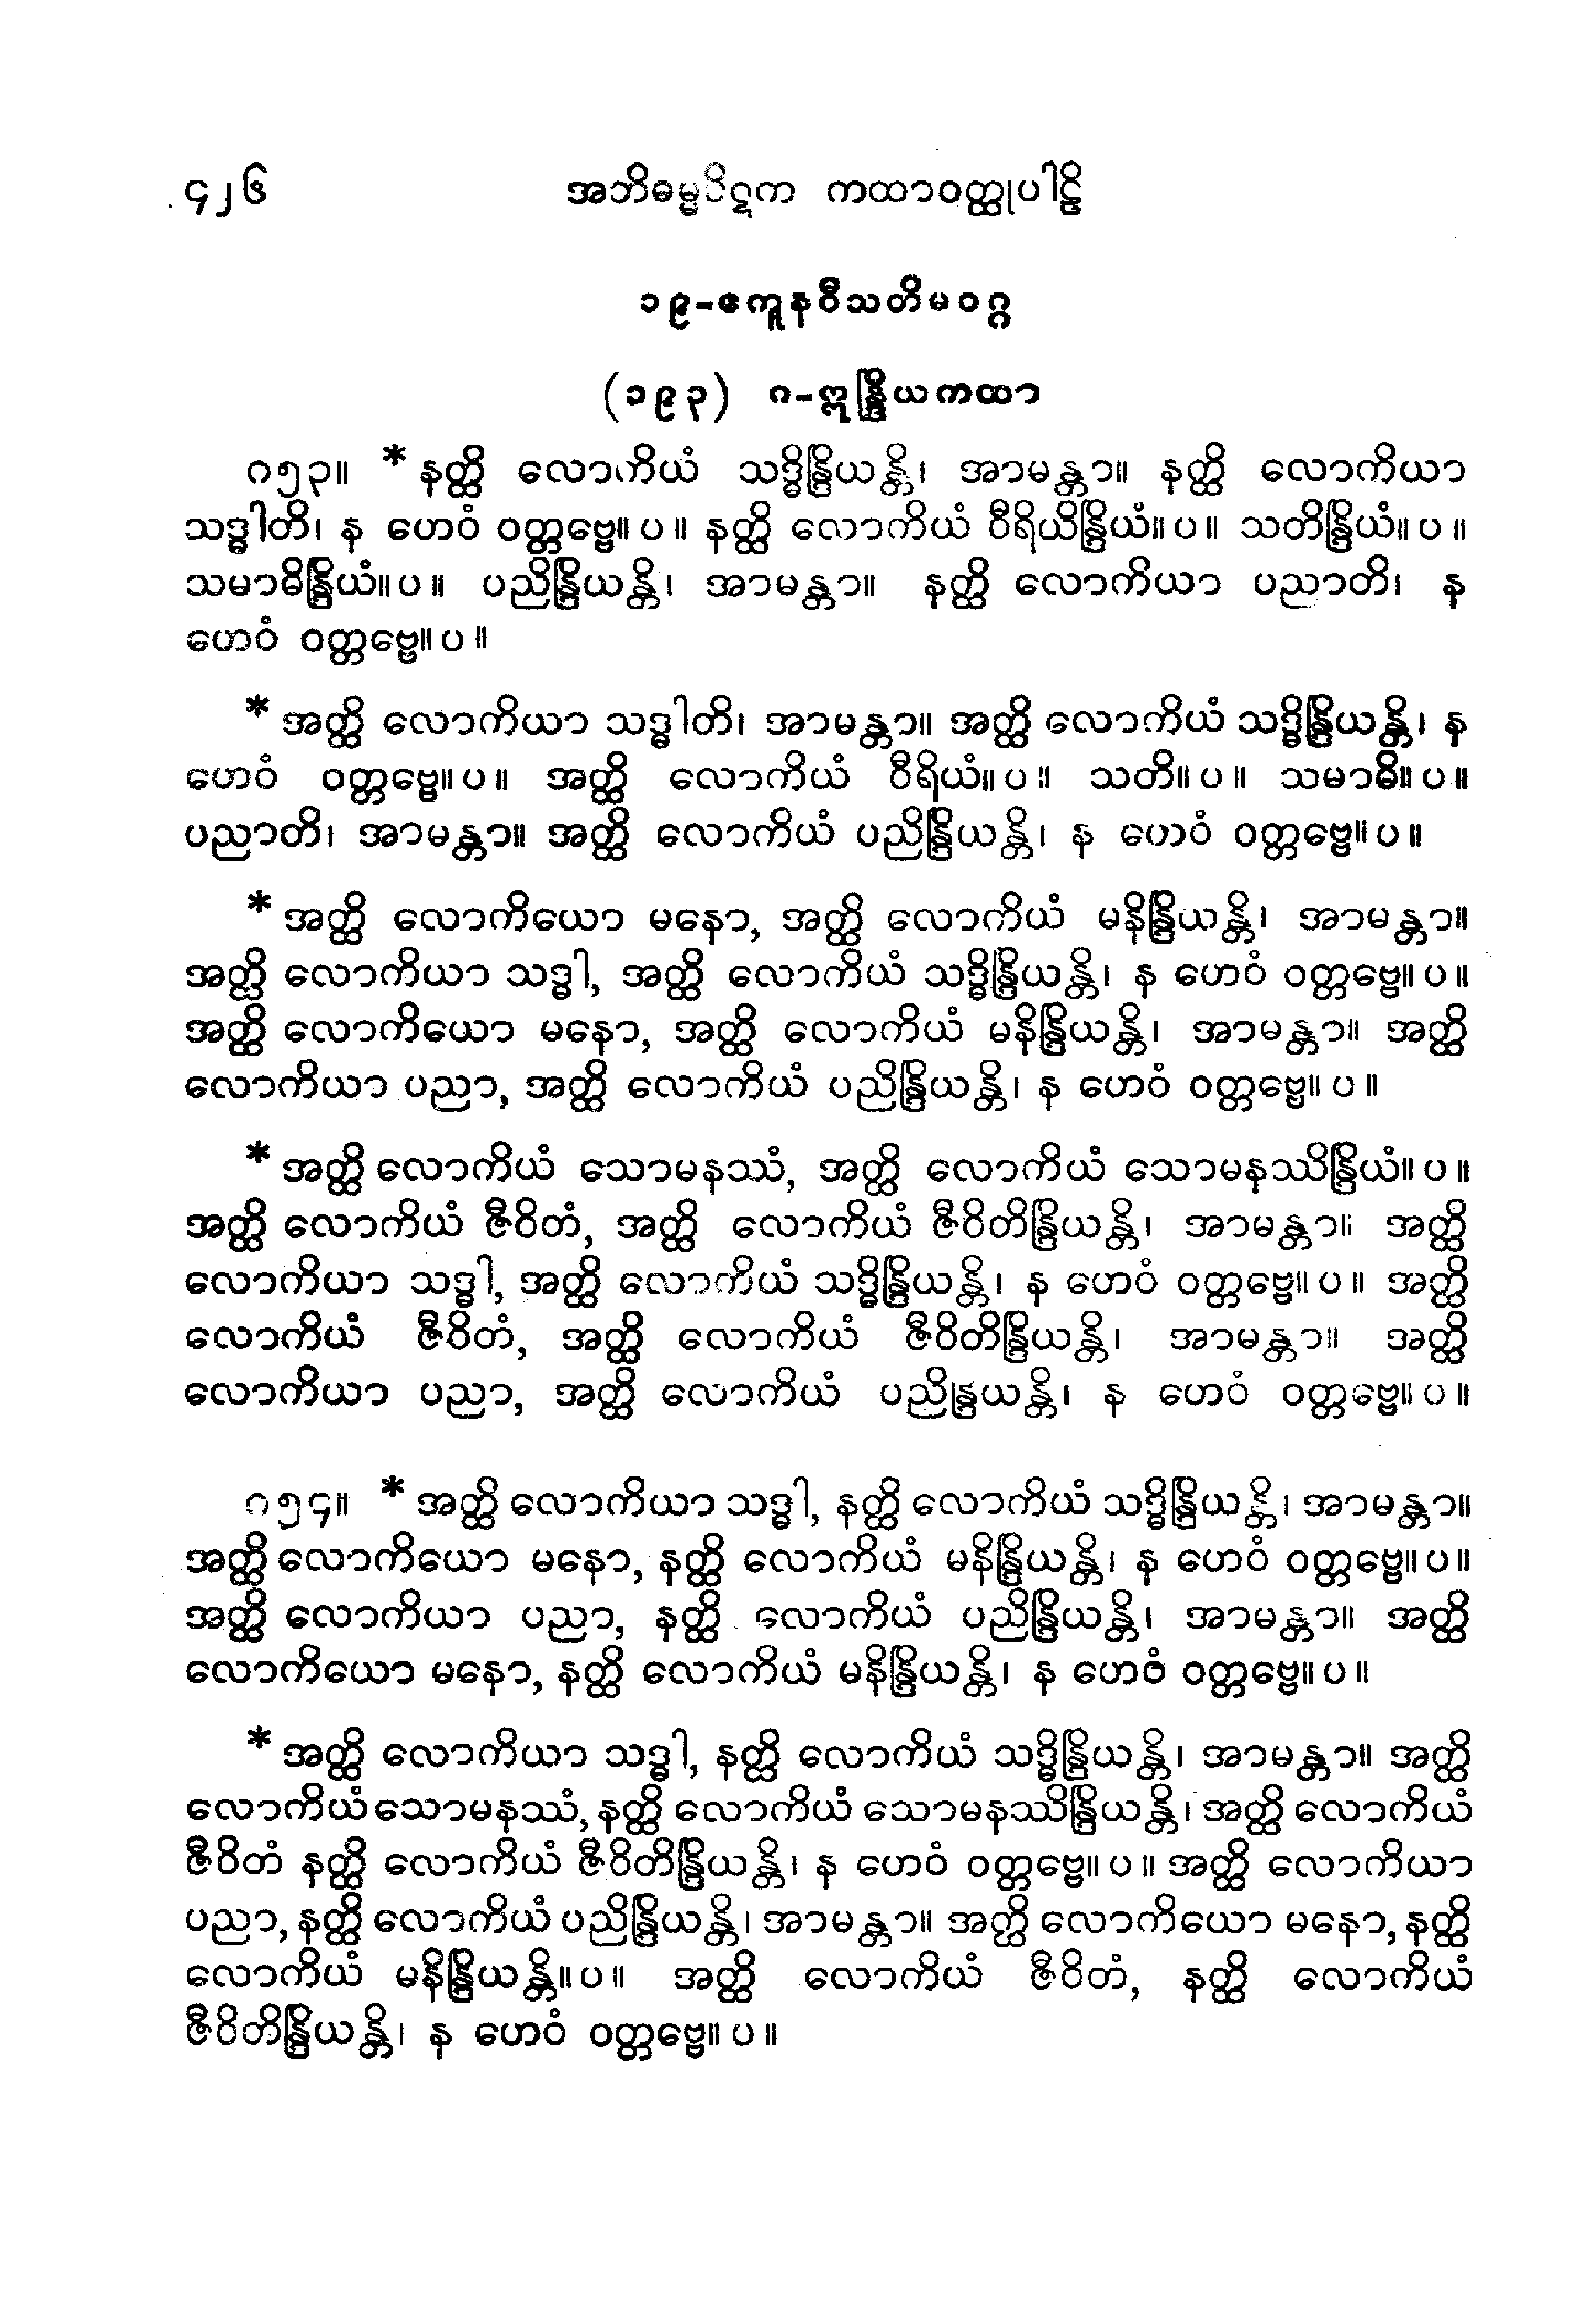 ၄၂၆ အဘိဓမ္မပိဋက ကထာဝတ္ထုပါဠိ
၁၉-ဧကူနဝီသတိမဝဂ္ဂ
(၁၉၃) ဂ-ဣန္ဒြိယကထာ
ဂ၅၃။ * နတ္ထိ လောကိယံ သဒ္ဓိန္ဒြိယန္တိ၊ အာမန္တာ။ နတ္ထိ လောကိယာ
သဒ္ဓါတိ၊ န ဟေဝံ ဝတ္တဗ္ဗေ။ပ။ နတ္ထိ လောကိယံ ဝီရိယိန္ဒြိယံ။ပ။ သတိန္ဒြိယံ။ပ။
သမာဓိန္ဒြိယံ။ပ။ ပညိန္ဒြိယန္တိ၊ အာမန္တာ။ နတ္ထိ လောကိယာ ပညာတိ၊ န
ဟေဝံ ဝတ္တဗ္ဗေ။ပ။
* အတ္ထိ လောကိယာ သဒ္ဓါတိ၊ အာမန္တာ။ အတ္ထိ လောကိယံ သဒ္ဓိန္ဒြိယန္တိ၊ န
ဟေဝံ ဝတ္တဗ္ဗေ။ပ။ အတ္ထိ လောကိယံ ဝီရိယံ။ပ။ သတိ။ပ။ သမာဓိ။ပ။
ပညာတိ၊ အာမန္တာ။ အတ္ထိ လောကိယံ ပညိန္ဒြိယန္တိ၊ န ဟေဝံ ဝတ္တဗ္ဗေ။ပ။
* အတ္ထိ လောကိယော မနော, အတ္ထိ လောကိယံ မနိန္ဒြိယန္တိ၊ အာမန္တာ။
အတ္ထိ လောကိယာ သဒ္ဓါ, အတ္ထိ လောကိယံ သဒ္ဓိန္ဒြိယန္တိ၊ န ဟေဝံ ဝတ္တဗ္ဗေ။ပ။
အတ္ထိ လောကိယော မနော, အတ္ထိ လောကိယံ မနိန္ဒြိယန္တိ၊ အာမန္တာ။ အတ္ထိ
လောကိယာ ပညာ, အတ္ထိ လောကိယံ ပညိန္ဒြိယန္တိ၊ န ဟေဝံ ဝတ္တဗ္ဗေ။ပ။
* အတ္ထိ လောကိယံ သောမနဿံ, အတ္ထိ လောကိယံ သောမနဿိန္ဒြိယံ။ပ။
အတ္ထိ လောကိယံ ဇီဝိတံ, အတ္ထိ လောကိယံ ဇီဝိတိန္ဒြိယန္တိ၊ အာမန္တာ။ အတ္ထိ
လောကိယာ သဒ္ဓါ, အတ္ထိ လောကိယံ သဒ္ဓိန္ဒြိယန္တိ၊ န ဟေဝံ ဝတ္တဗ္ဗေ။ပ။ အတ္ထိ
လောကိယံ ဇီဝိတံ, အတ္ထိ လောကိယံ ဇီဝိတိန္ဒြိယန္တိ၊ အာမန္တာ။ အတ္ထိ
လောကိယာ ပညာ, အတ္ထိ လောကိယံ ပညိန္ဒြိယန္တိ၊ န ဟေဝံ ဝတ္တဗ္ဗေ။ပ။
ဂ၅၄။ * အတ္ထိ လောကိယာ သဒ္ဓါ, နတ္ထိ လောကိယံ သဒ္ဓိန္ဒြိယန္တိ၊ အာမန္တာ။
အတ္ထိ လောကိယော မနော, နတ္ထိ လောကိယံ မနိန္ဒြိယန္တိ၊ န ဟေဝံ ဝတ္တဗ္ဗေ။ပ။
အတ္ထိ လောကိယာ ပညာ, နတ္ထိ လောကိယံ ပညိန္ဒြိယန္တိ၊ အာမန္တာ။ အတ္ထိ
လောကိယော မနော, နတ္ထိ လောကိယံ မနိန္ဒြိယန္တိ၊ န ဟေဝံ ဝတ္တဗ္ဗေ။ပ။
* အတ္ထိ လောကိယာ သဒ္ဓါ, နတ္ထိ လောကိယံ သဒ္ဓိန္ဒြိယန္တိ၊ အာမန္တာ။ အတ္ထိ
လောကိယံ သောမနဿံ, နတ္ထိ လောကိယံ သောမနဿိန္ဒြိယန္တိ၊ အတ္ထိ လောကိယံ
ဇီဝိတံ နတ္ထိ လောကိယံ ဇီဝိတိန္ဒြိယန္တိ၊ န ဟေဝံ ဝတ္တဗ္ဗေ။ပ။ အတ္ထိ လောကိယာ
ပညာ, နတ္ထိ လောကိယံ ပညိန္ဒြိယန္တိ၊ အာမန္တာ။ အတ္ထိ လောကိယော မနော, နတ္ထိ
လောကိယံ မနိန္ဒြိယန္တိ။ပ။ အတ္ထိ လောကိယံ ဇီဝိတံ, နတ္ထိ လောကိယံ
ဇီဝိတိန္ဒြိယန္တိ၊ န ဟေဝံ ဝတ္တဗ္ဗေ။ပ။